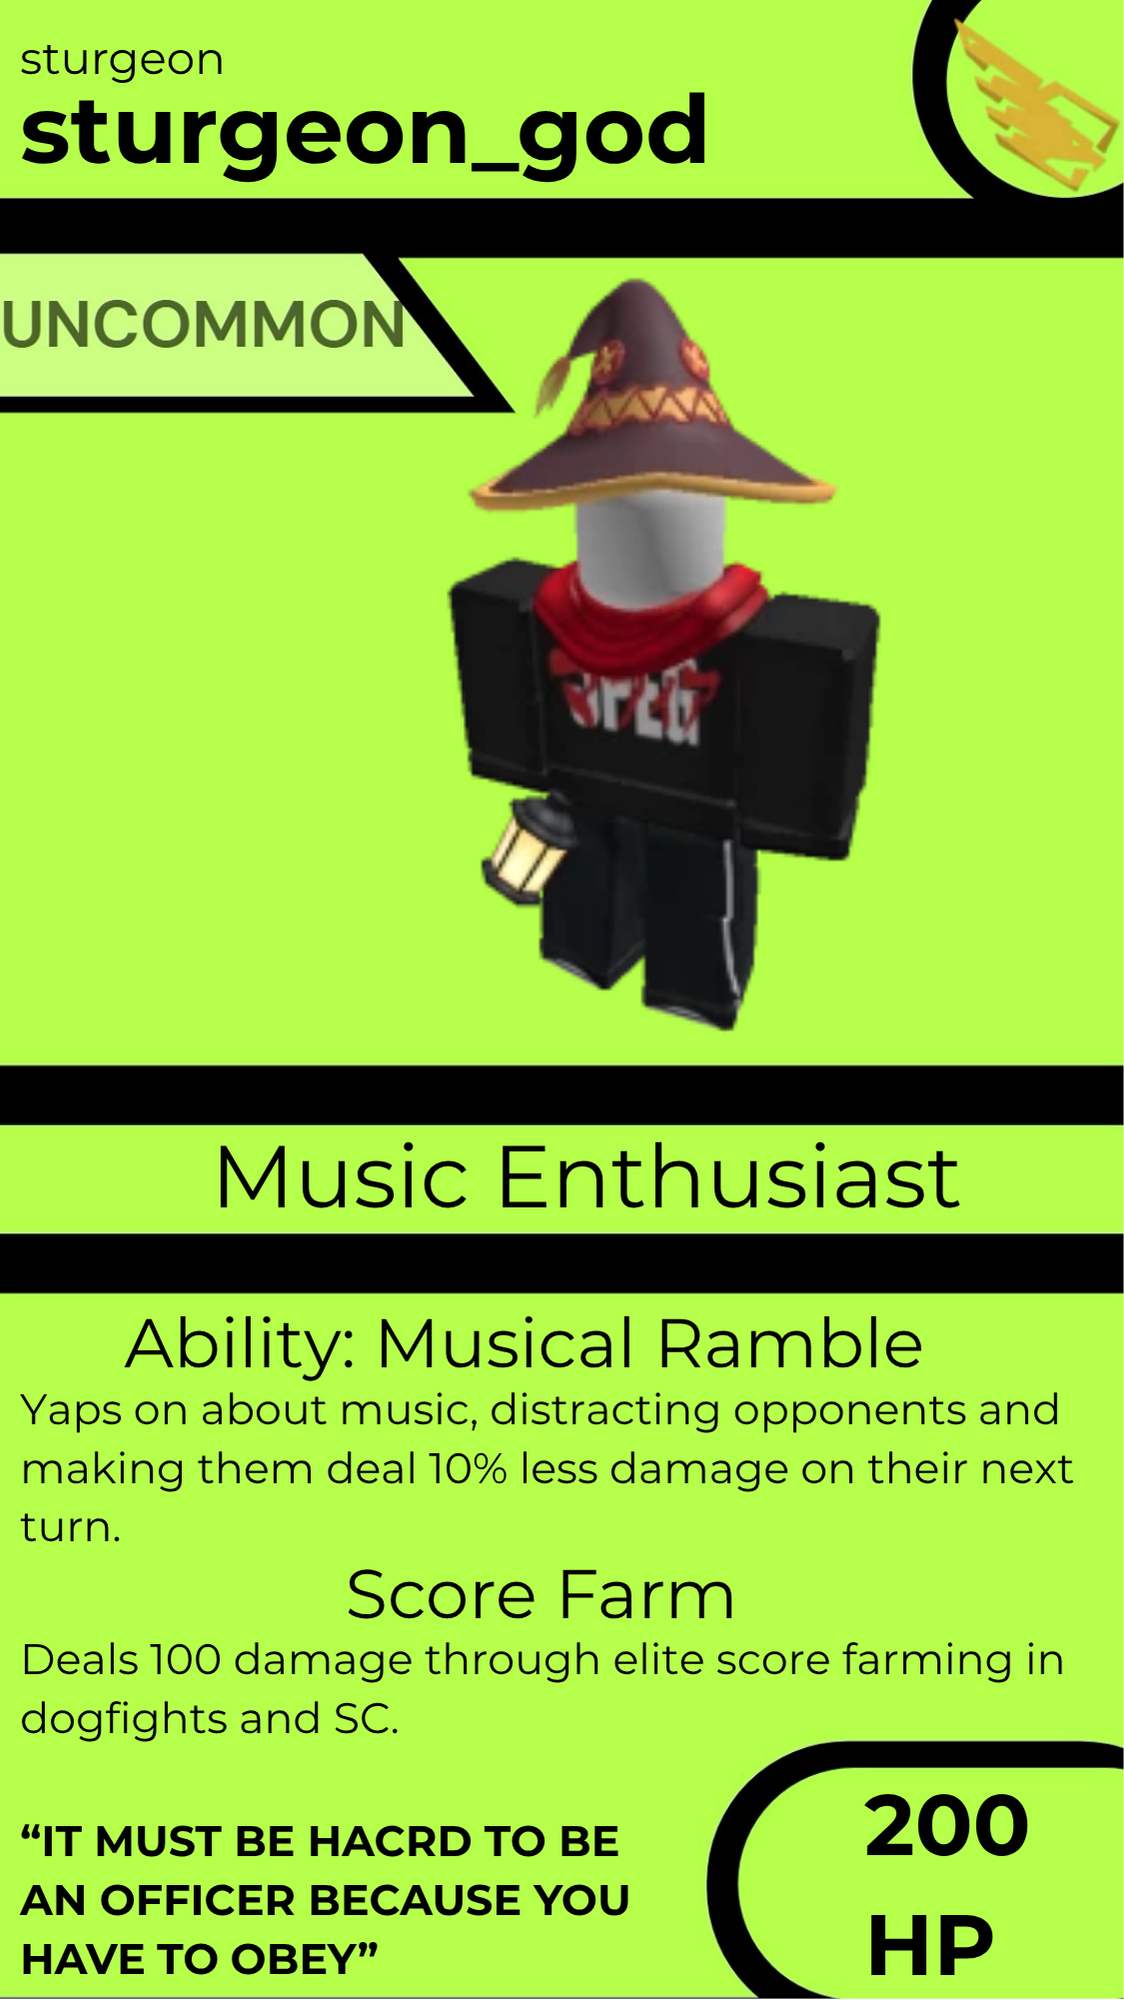 sturgeon
sturgeon_god
UNCOMMON
Music Enthusiast
Ability: Musical Ramble
Yaps on about music, distracting opponents and
making them deal 10% less damage on their next
turn.
Score Farm
Deals 100 damage through elite score farming in
dogfights and SC.
“IT MUST BE HACRD TO BE
AN OFFICER BECAUSE YOU
HAVE TO OBEY”
200
HP